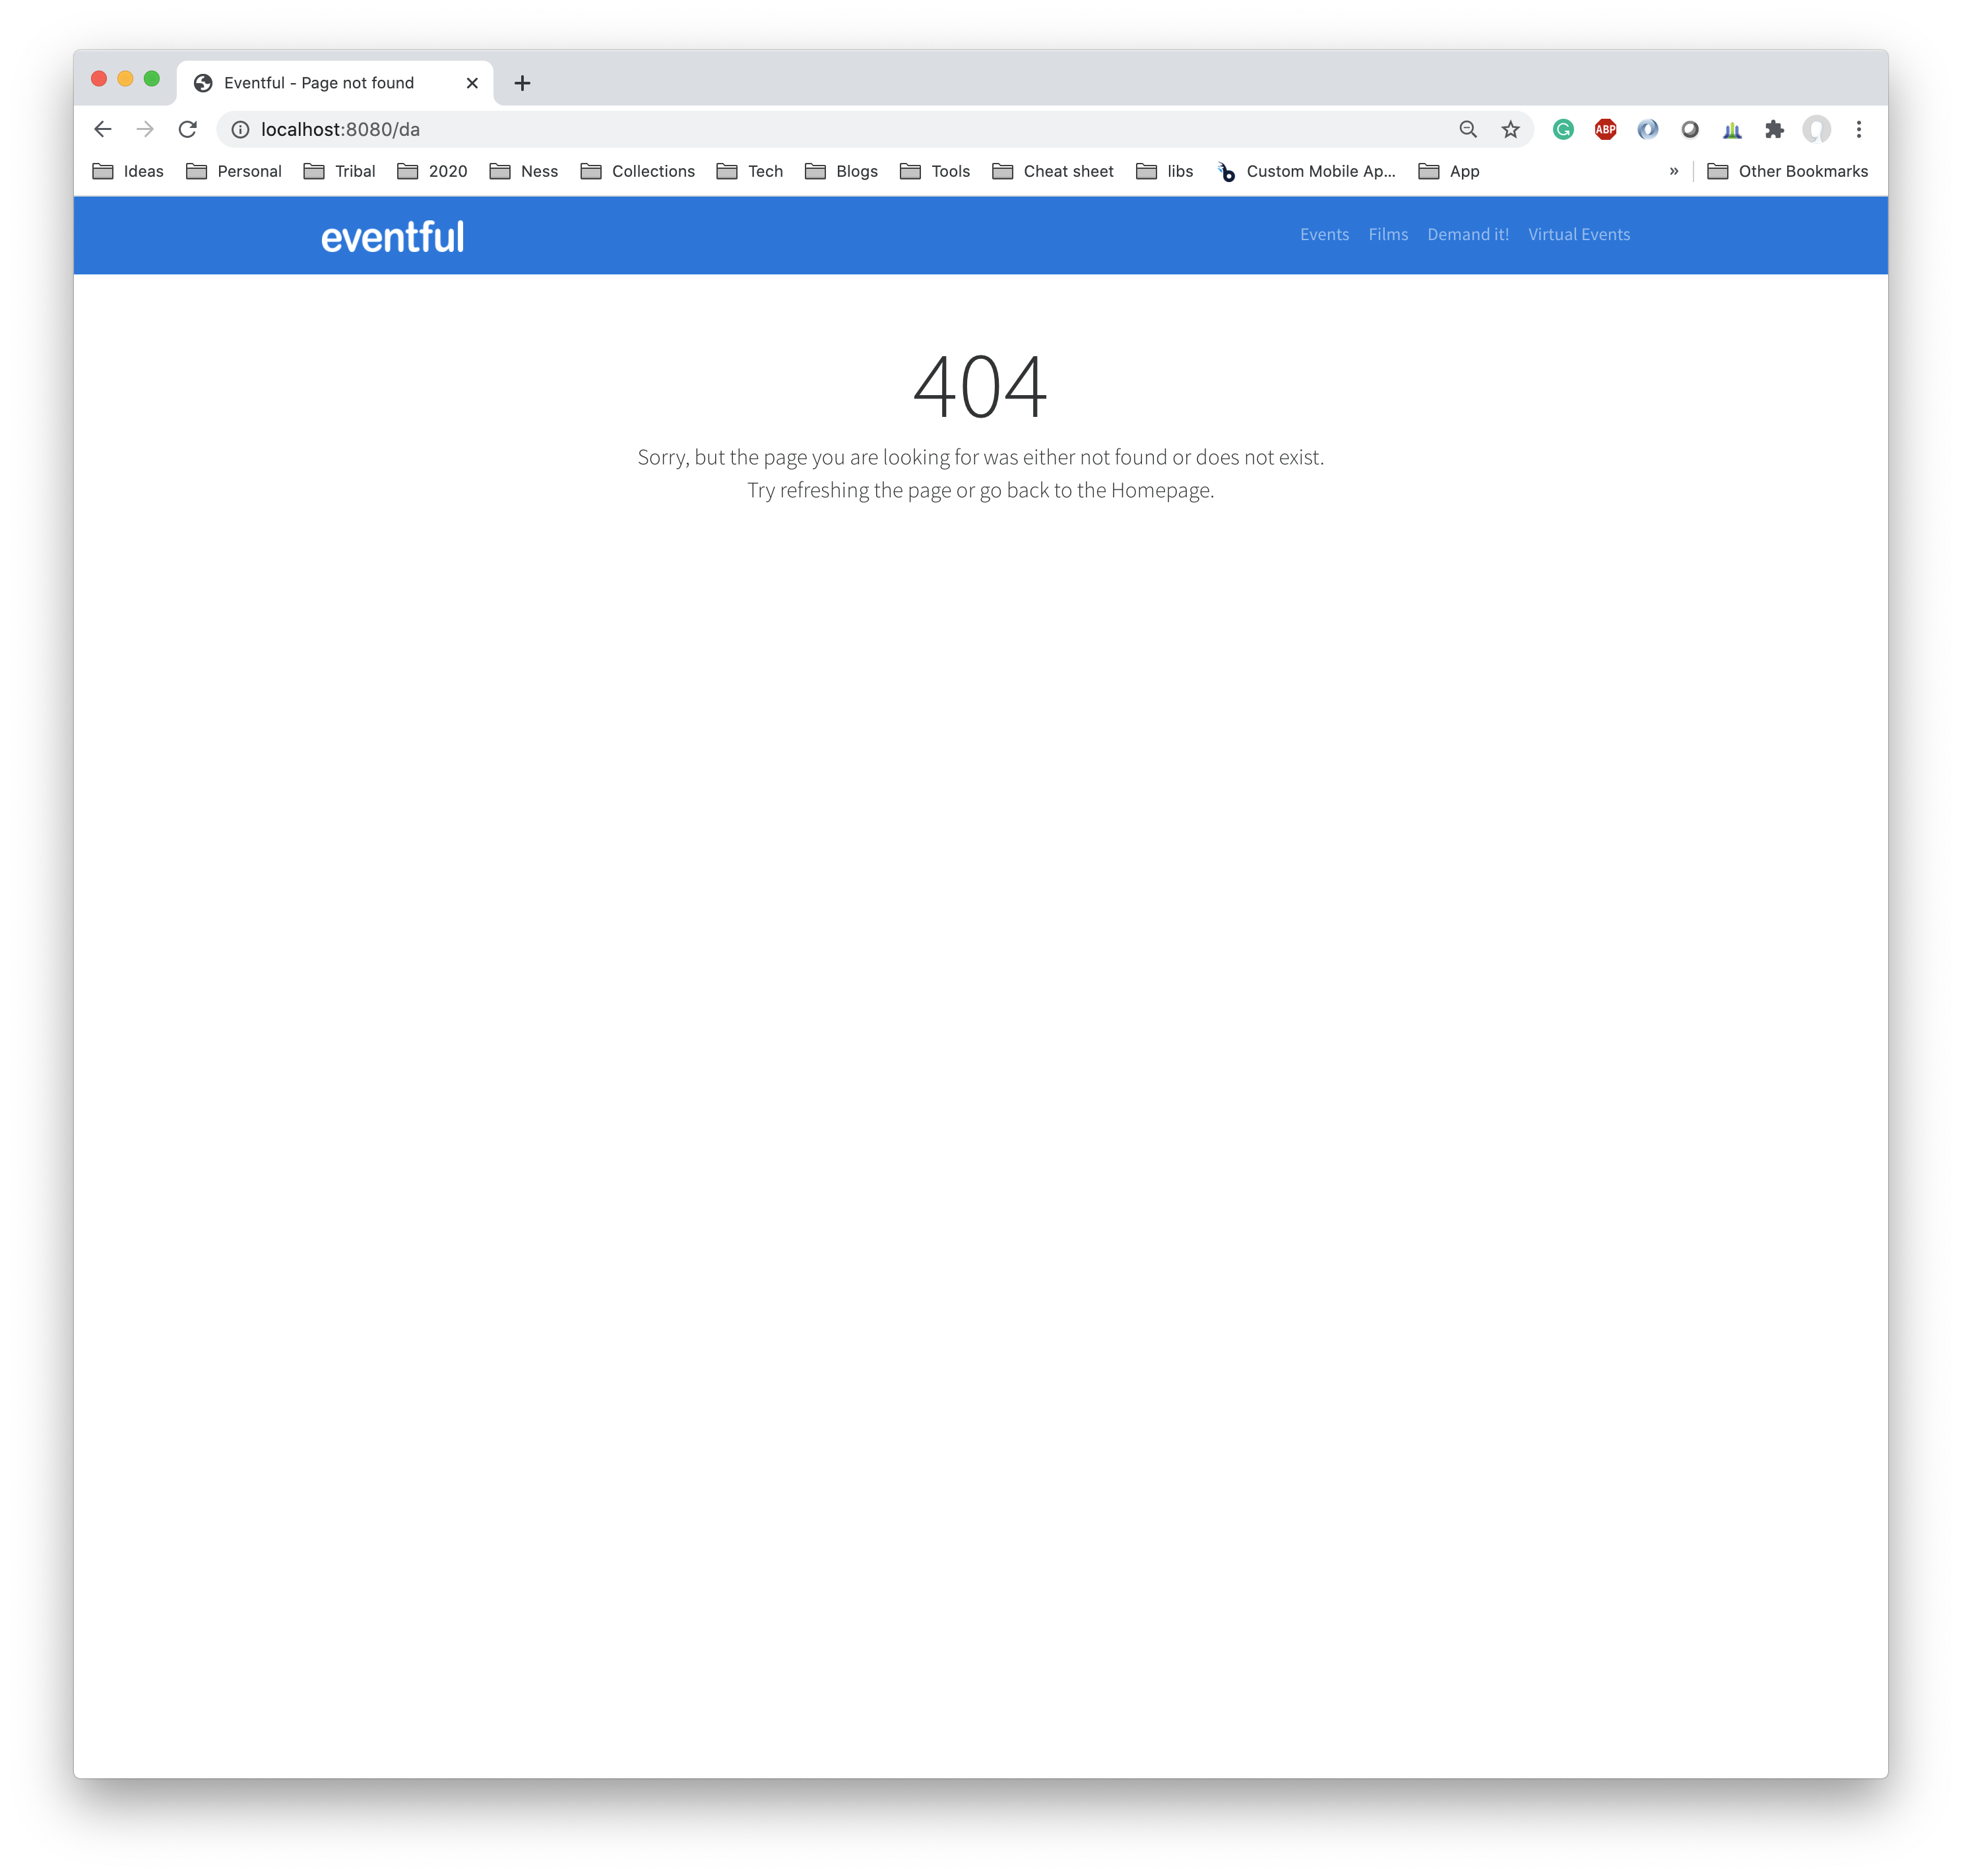 Eventful - Page not found
localhost:8080/da
ABP
Ideas Personal Tribal 2020 Ness Collections Tech Blogs Tools Cheat sheet libs Custom Mobile Ap... App » Other Bookmarks
eventful Events Films Demand it! Virtual Events
404
Sorry, but the page you are looking for was either not found or does not exist.
Try refreshing the page or go back to the Homepage.